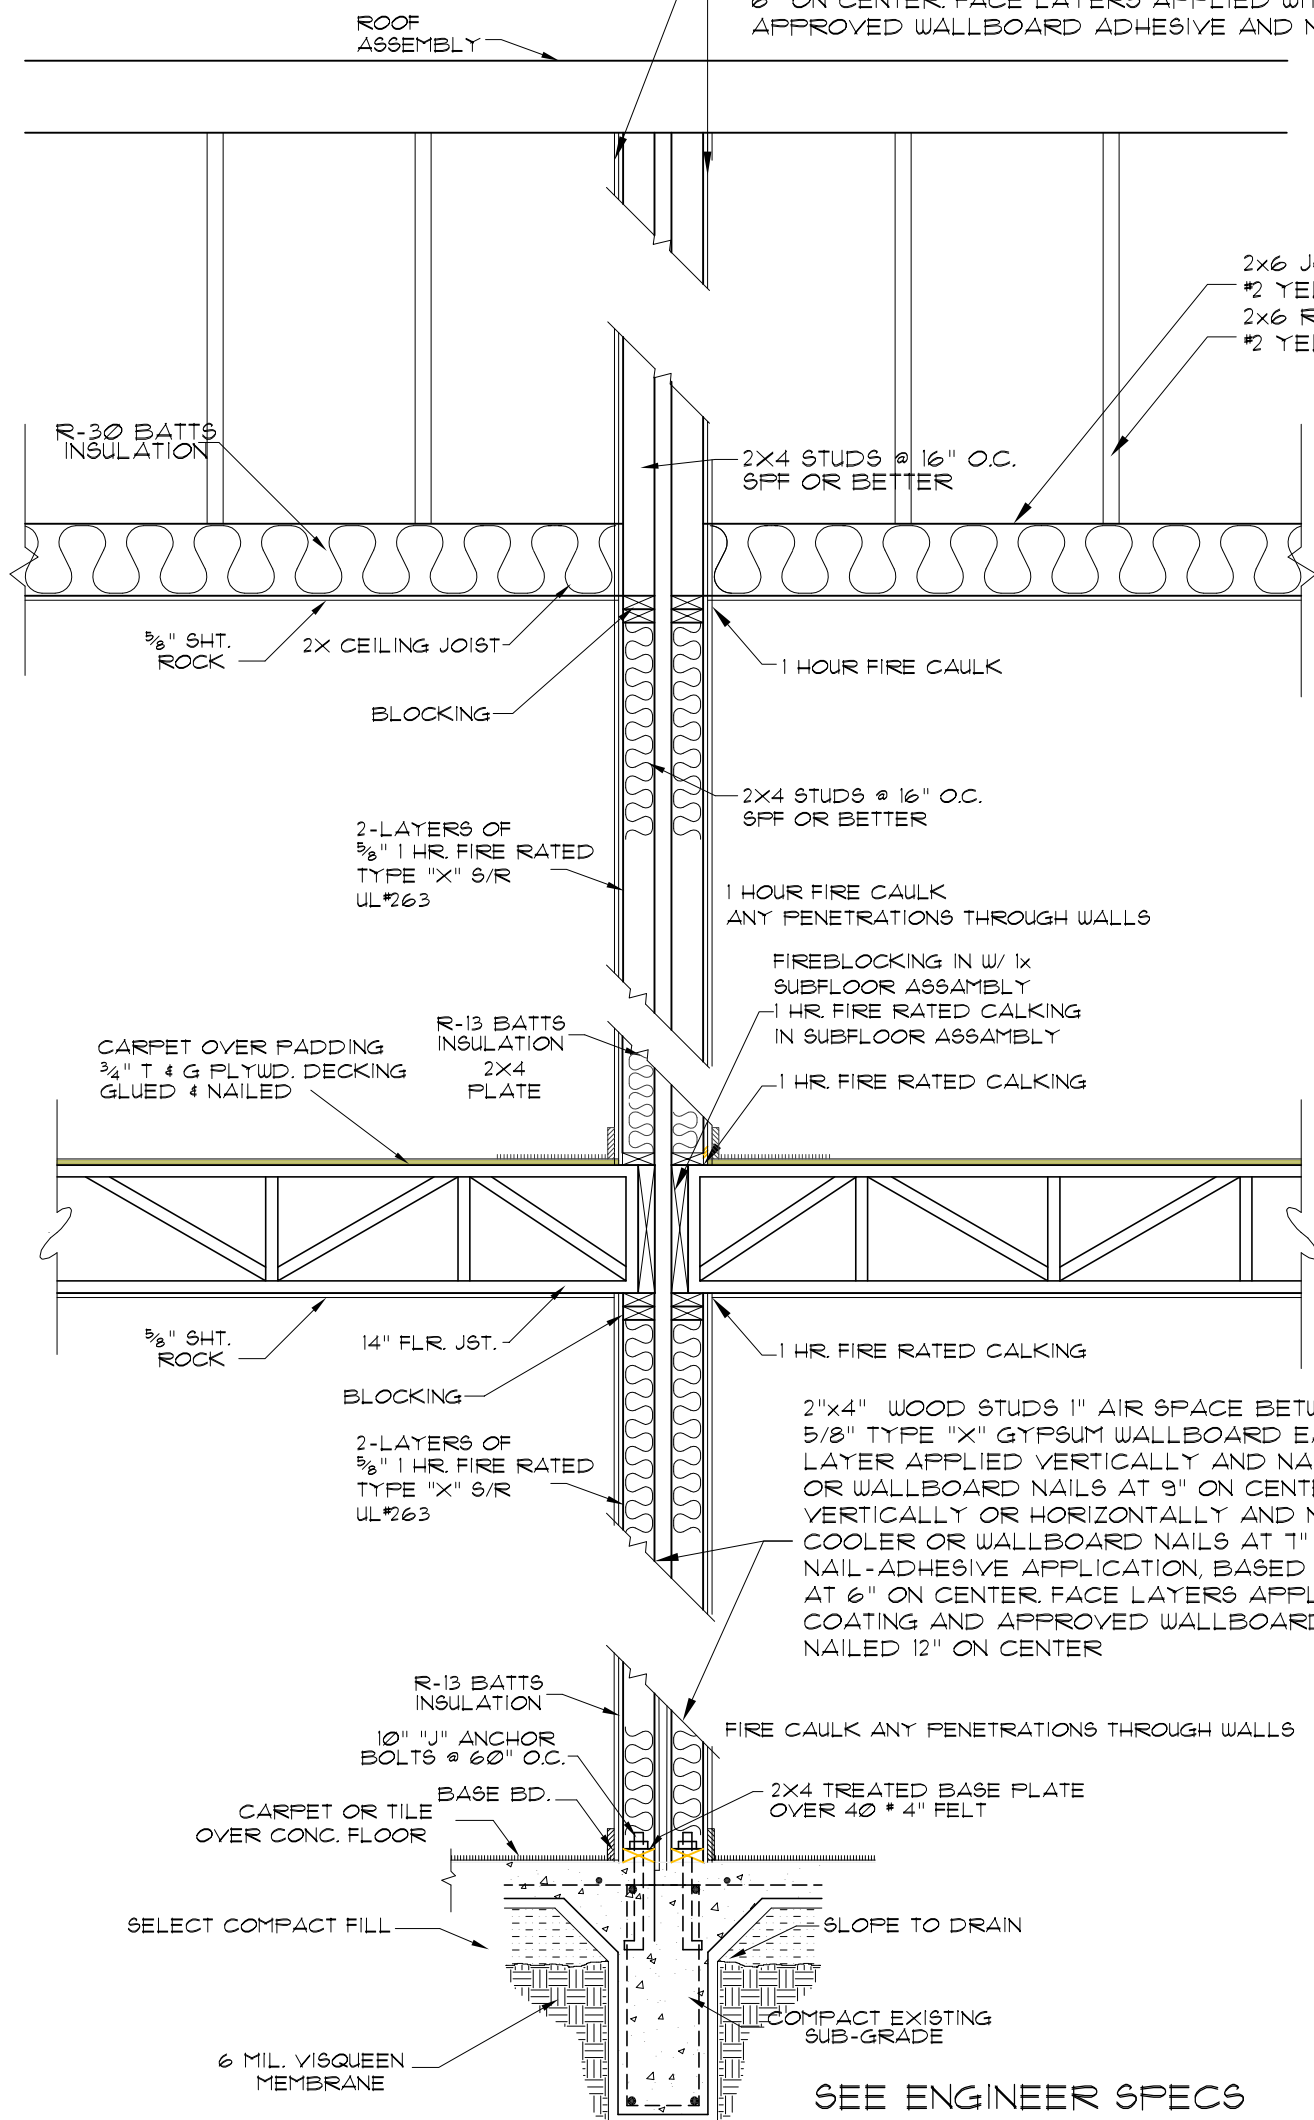 6" ON CENTER. FACE LAYERS APPLIED
APPROVED WALLBOARD ADHESIVE AND
ROOF
ASSEMBLY
2x6
#2
2x6
#2
R-30 BATTS
INSULATION
2X4 STUDS @ 16" O.C.
SPF OR BETTER
5/8" SHT.
ROCK
2X CEILING JOIST
1 HOUR FIRE CAULK
BLOCKING
2X4 STUDS @ 16" O.C.
SPF OR BETTER
2-LAYERS OF
5/8" 1 HR. FIRE RATED
TYPE "X" S/R
UL#263
1 HOUR FIRE CAULK
ANY PENETRATIONS THROUGH WALLS
FIREBLOCKING IN W/ 1x
SUBFLOOR ASSAMBLY
1 HR. FIRE RATED CALKING
IN SUBFLOOR ASSAMBLY
R-13 BATTS
INSULATION
2X4
PLATE
CARPET OVER PADDING
3/4" T & G PLYWD. DECKING
GLUED & NAILED
1 HR. FIRE RATED CALKING
5/8" SHT.
ROCK
14" FLR. JST.
1 HR. FIRE RATED CALKING
BLOCKING
2-LAYERS OF
5/8" 1 HR. FIRE RATED
TYPE "X" S/R
UL#263
2"x4" WOOD STUDS 1" AIR SPACE
5/8" TYPE "X" GYPSUM WALLBOARD
LAYER APPLIED VERTICALLY AND
OR WALLBOARD NAILS AT 9" ON
VERTICALLY OR HORIZONTALLY AND
COOLER OR WALLBOARD NAILS AT 7"
NAIL-ADHESIVE APPLICATION, BASED
AT 6" ON CENTER. FACE LAYERS
COATING AND APPROVED WALLBOARD
NAILED 12" ON CENTER
R-13 BATTS
INSULATION
10" "J" ANCHOR
BOLTS @ 60" O.C.
FIRE CAULK ANY PENETRATIONS THROUGH WALLS
BASE BD.
2X4 TREATED BASE PLATE
OVER 40 # 4" FELT
CARPET OR TILE
OVER CONC. FLOOR
SELECT COMPACT FILL
SLOPE TO DRAIN
COMPACT EXISTING
SUB-GRADE
6 MIL. VISQUEEN
MEMBRANE
SEE ENGINEER SPECS